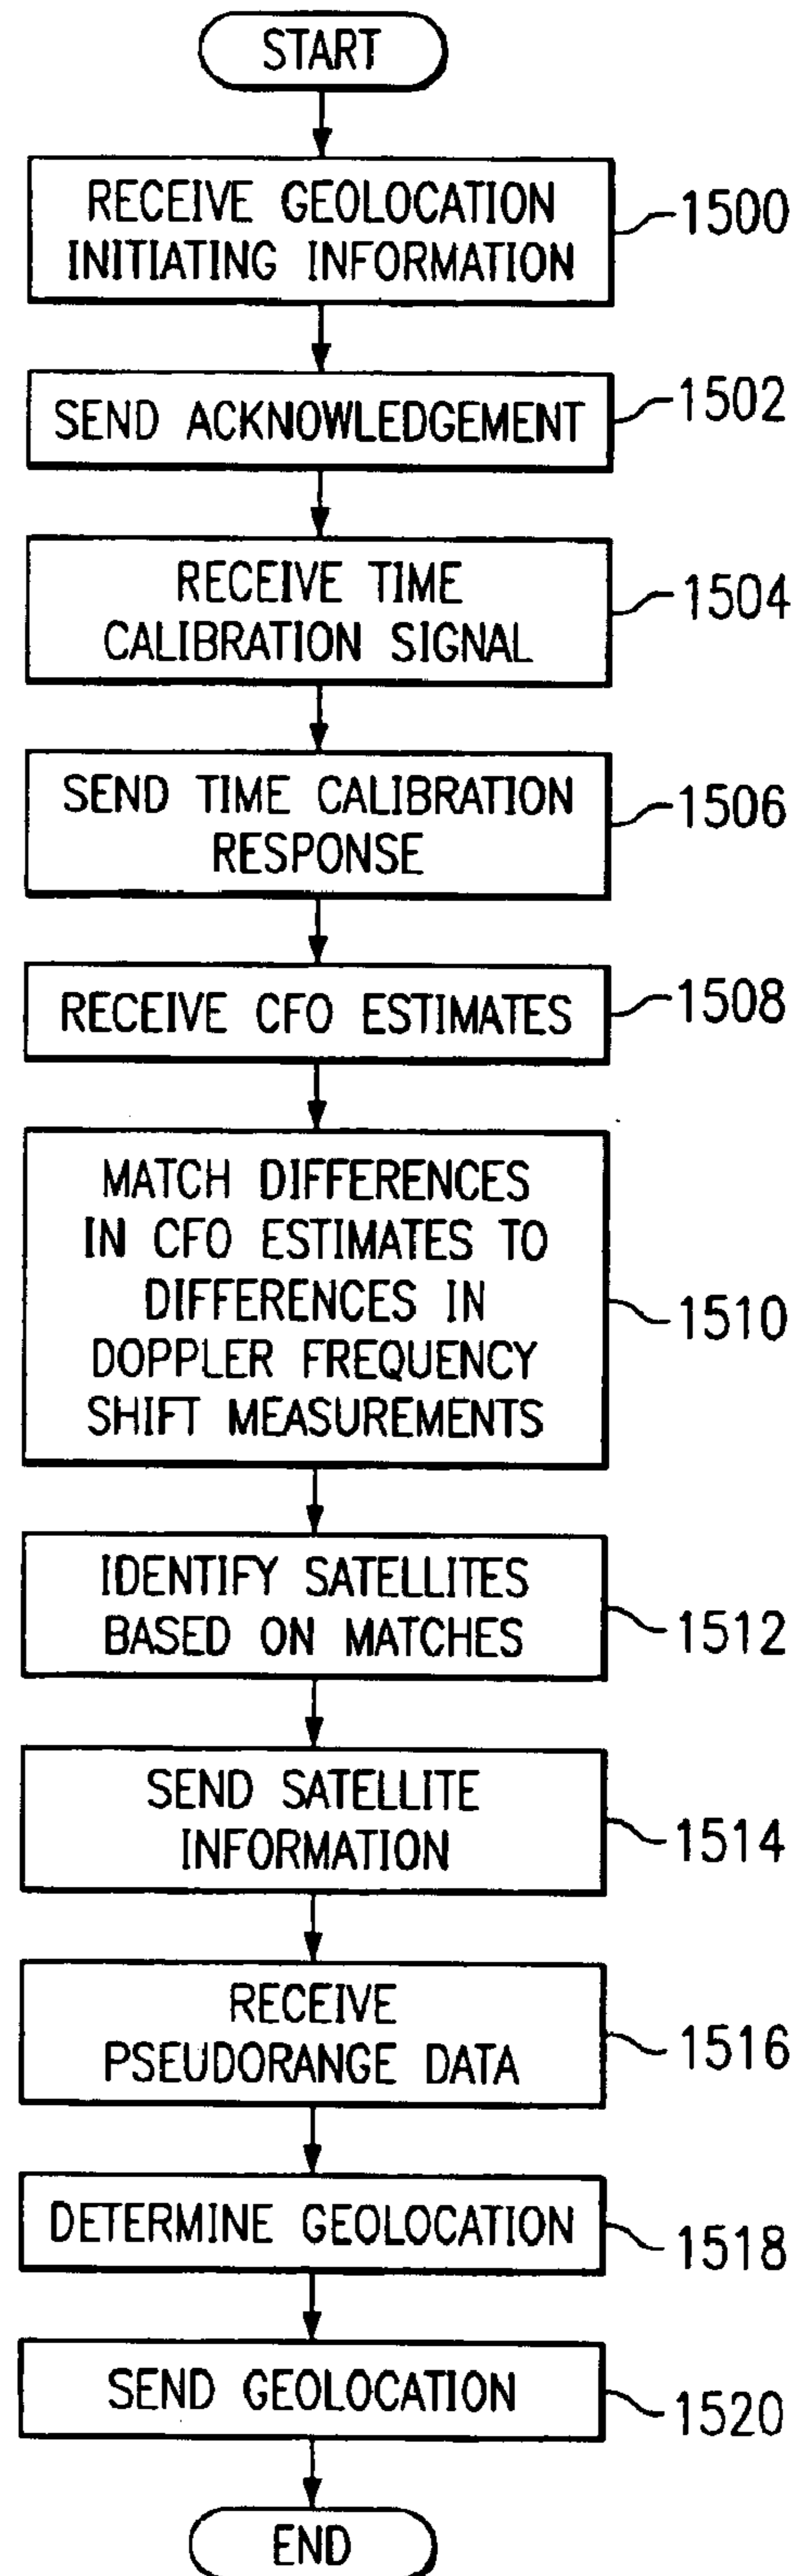 START
RECEIVE GEOLOCATION
INITIATING INFORMATION
1500
SEND ACKNOWLEDGEMENT
1502
RECEIVE TIME
CALIBRATION SIGNAL
1504
SEND TIME CALIBRATION
RESPONSE
1506
RECEIVE CFO ESTIMATES
1508
MATCH DIFFERENCES
IN CFO ESTIMATES TO
DIFFERENCES IN
DOPPLER FREQUENCY
SHIFT MEASUREMENTS
1510
IDENTIFY SATELLITES
BASED ON MATCHES
1512
SEND SATELLITE
INFORMATION
1514
RECEIVE
PSEUDORANGE DATA
1516
DETERMINE GEOLOCATION
1518
SEND GEOLOCATION
1520
END